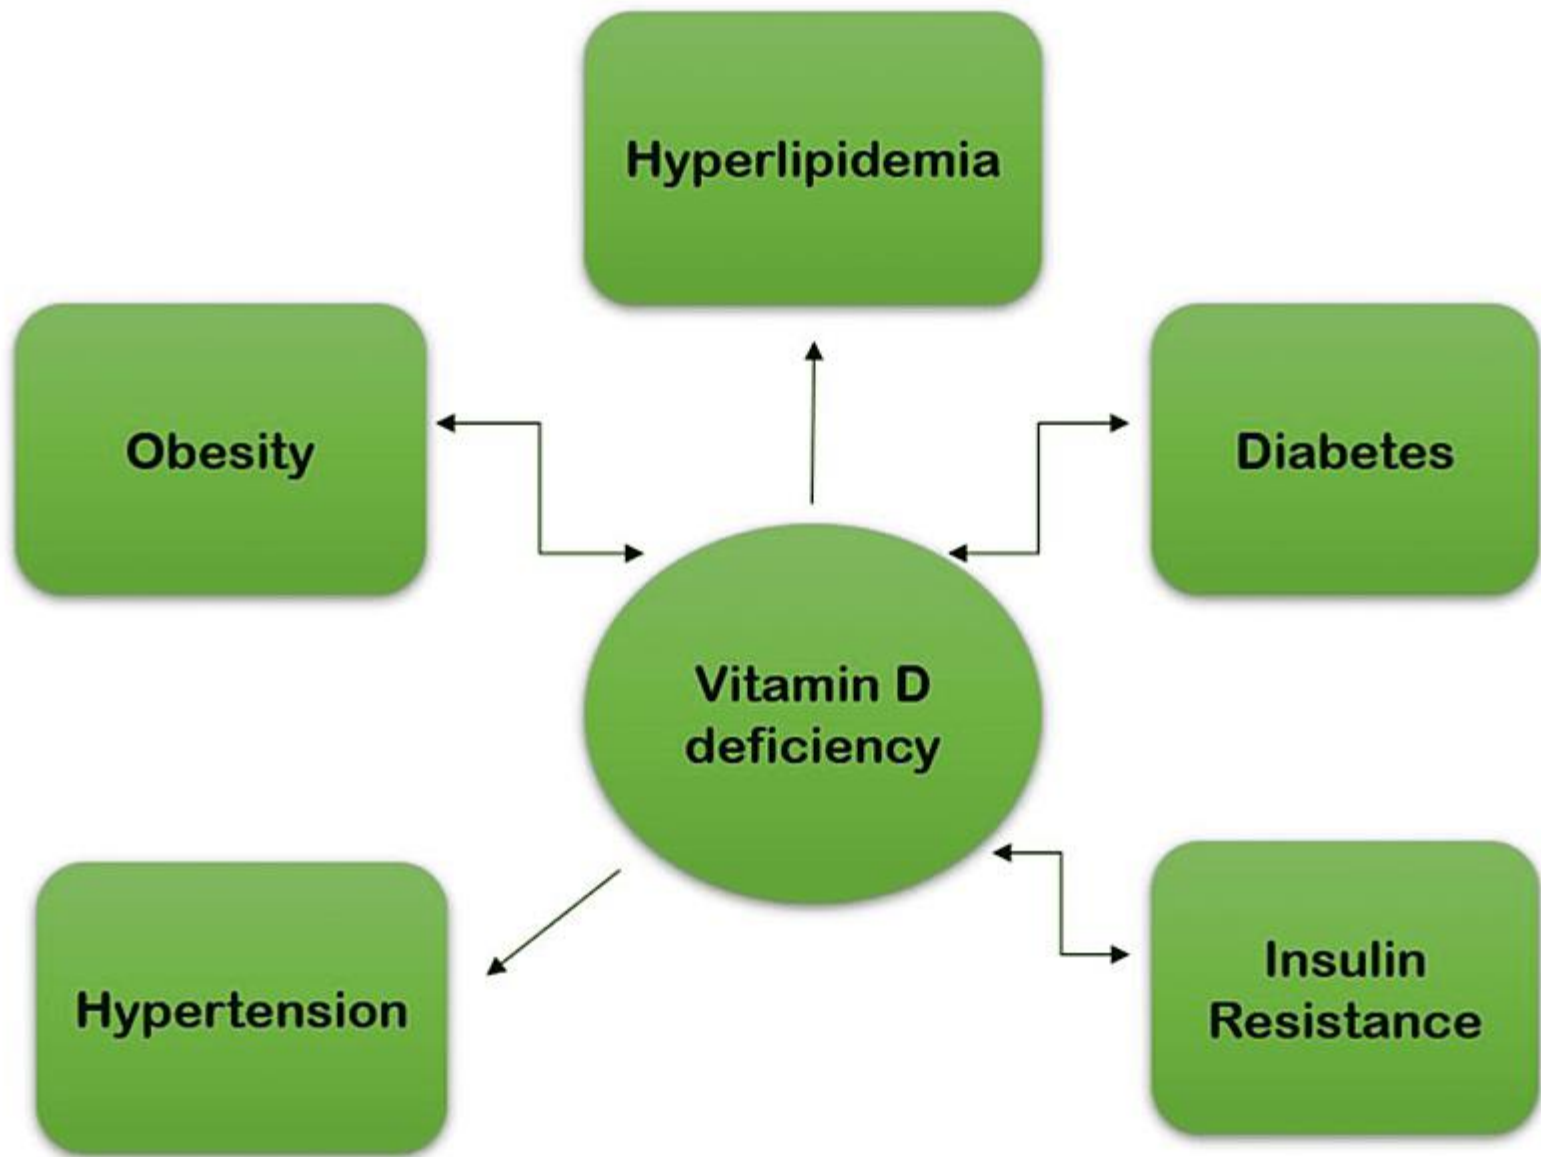 Hyperlipidemia
Obesity
Diabetes
Vitamin D
deficiency
Hypertension
Insulin
Resistance